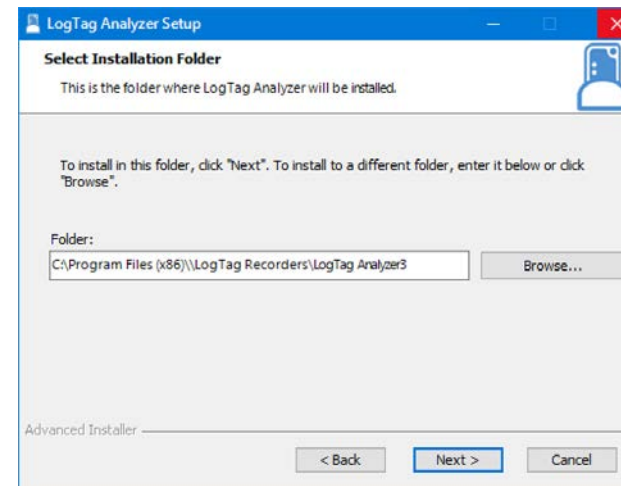 LogTag Analyzer Setup
Select Installation Folder
This is the folder where LogTag Analyzer will be installed.
To install in this folder, click "Next". To install to a different folder, enter it below or click
"Browse".
Folder:
C:\Program Files (x86)\\LogTag Recorders\LogTag Analyzer3
Browse...
Advanced Installer
< Back
Next >
Cancel